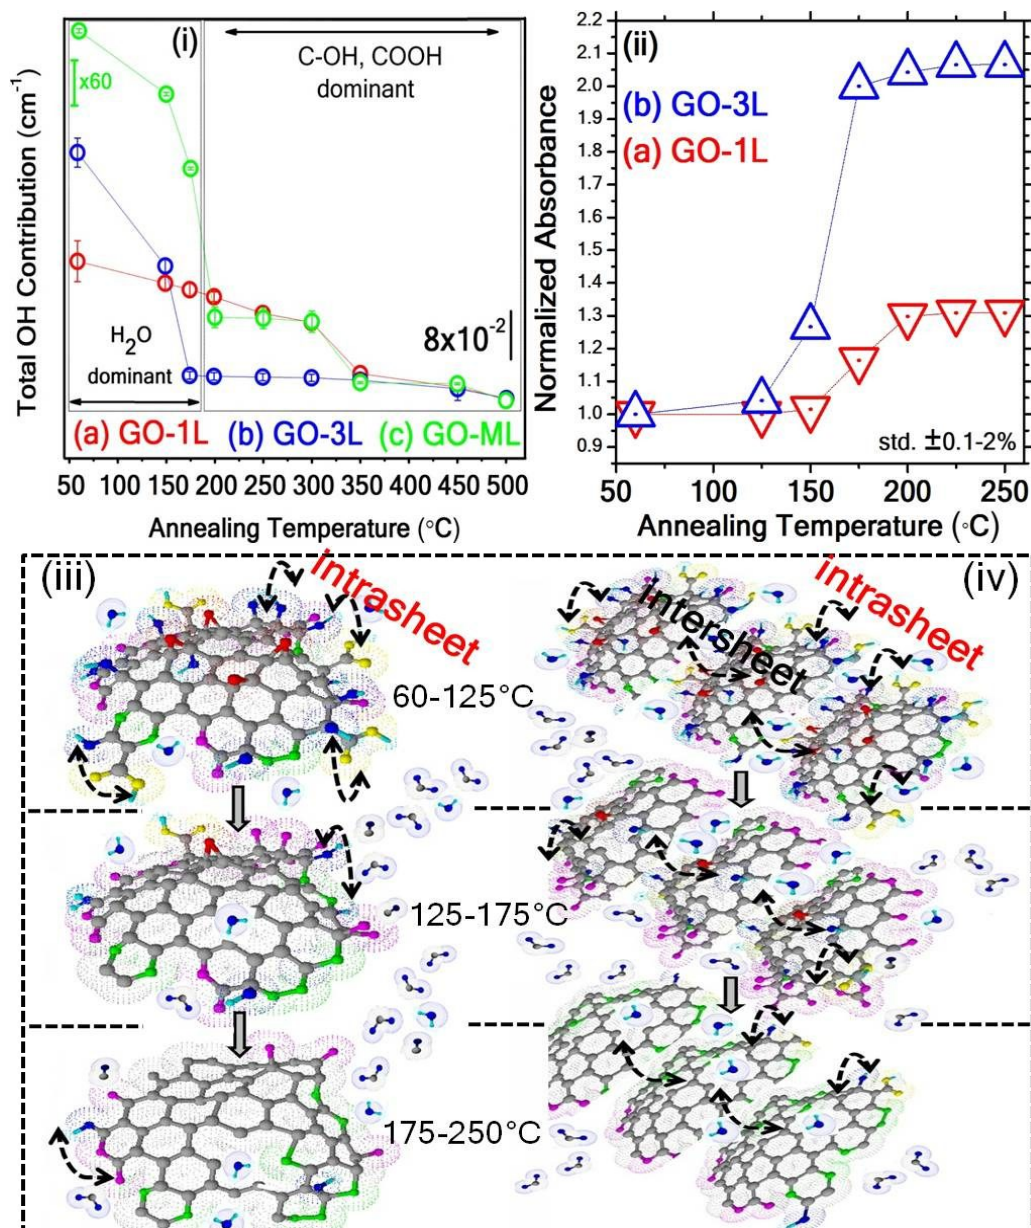 (i)
C-OH, COOH
dominant
x60
8x10⁻²
H₂O
dominant
(a) GO-1L (b) GO-3L (c) GO-ML
50 100 150 200 250 300 350 400 450 500
Annealing Temperature (°C)
Total OH Contribution (cm⁻¹)
(ii)
(b) GO-3L
(a) GO-1L
2.2
2.1
2.0
1.9
1.8
1.7
1.6
1.5
1.4
1.3
1.2
1.1
1.0
0.9
std. ±0.1-2%
50 100 150 200 250
Annealing Temperature (°C)
Normalized Absorbance
(iii)
intrasheet
60-125°C
125-175°C
175-250°C
(iv)
intrasheet
intersheet